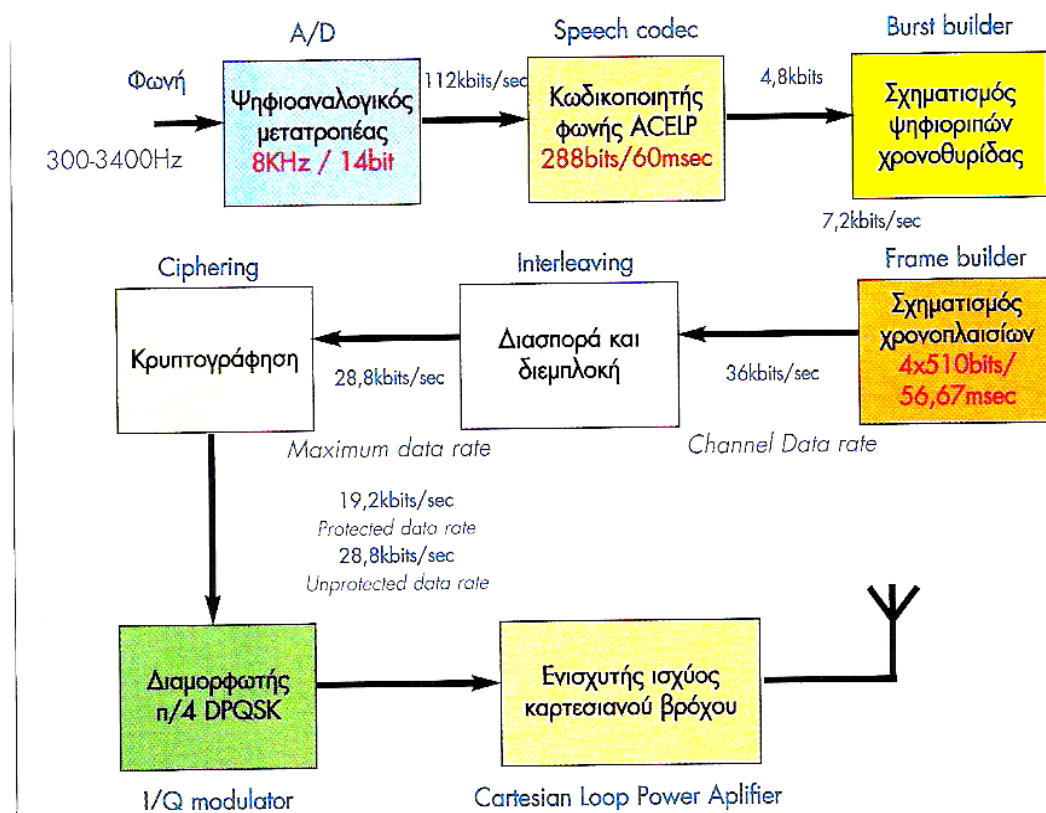 A/D
Speech codec
Burst builder
Φωνή
300-3400Hz
Ψηφιοαναλογικός
μετατροπέας
8KHz / 14bit
112kbits/sec
Κωδικοποιητής
φωνής ACELP
288bits/60msec
4,8kbits
Σχηματισμός
ψηφιοριπών
χρονοθυρίδας
7,2kbits/sec
Ciphering
Interleaving
Frame builder
Κρυπτογράφηση
28,8kbits/sec
Διασπορά και
διεμπλοκή
36kbits/sec
Σχηματισμός
χρονοπλαισίων
4x510bits/
56,67msec
Maximum data rate
Channel Data rate
19,2kbits/sec
Protected data rate
28,8kbits/sec
Unprotected data rate
Διαμορφωτής
π/4 DPQSK
Ενισχυτής ισχύος
καρτεσιανού βρόχου
I/Q modulator
Cartesian Loop Power Aplifier